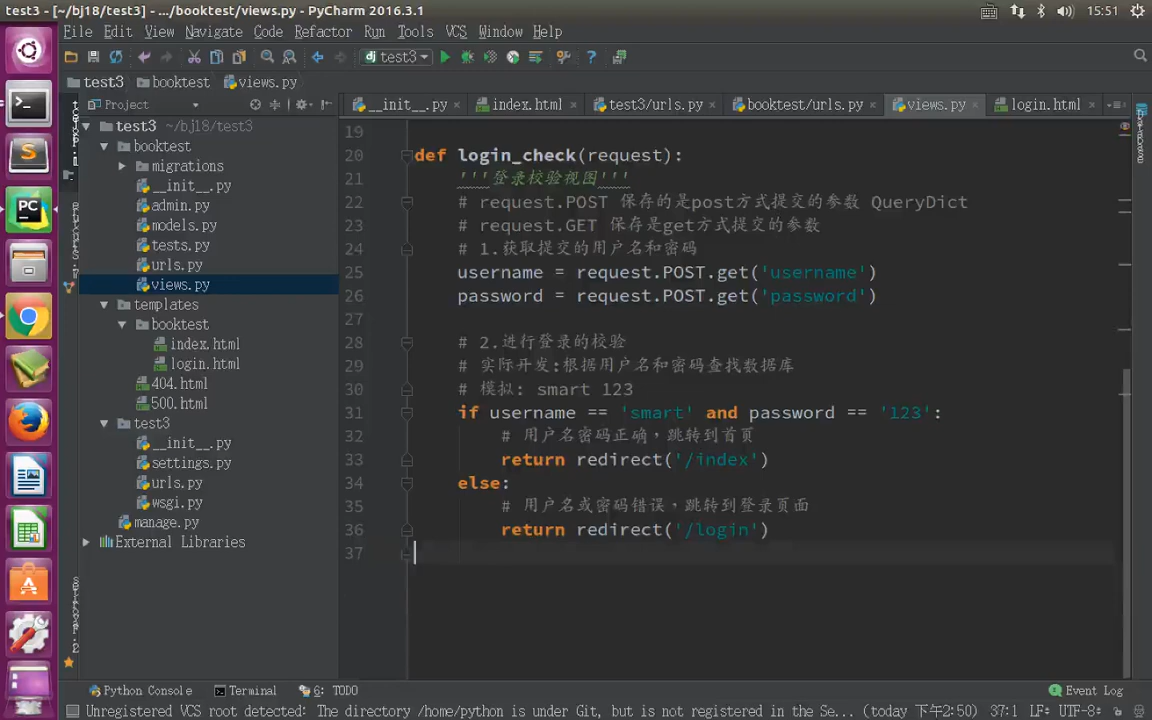 test3 - [~/bj18/test3] - .../booktest/views.py - PyCharm 2016.3.1
15:51
File Edit View Navigate Code Refactor Run Tools VCS Window Help
dj test3
test3 booktest views.py
Project
__init__.py index.html test3/urls.py booktest/urls.py views.py login.html
test3 ~/bj18/test3
booktest
migrations
__init__.py
admin.py
models.py
tests.py
urls.py
views.py
templates
booktest
index.html
login.html
404.html
500.html
test3
__init__.py
settings.py
urls.py
wsgi.py
manage.py
External Libraries
19
20 def login_check(request):
21 '''登录校验视图'''
22 # request.POST 保存的是post方式提交的参数 QueryDict
23 # request.GET 保存是get方式提交的参数
24 # 1.获取提交的用户名和密码
25 username = request.POST.get('username')
26 password = request.POST.get('password')
27
28 # 2.进行登录的校验
29 # 实际开发:根据用户名和密码查找数据库
30 # 模拟: smart 123
31 if username == 'smart' and password == '123':
32 # 用户名密码正确，跳转到首页
33 return redirect('/index')
34 else:
35 # 用户名或密码错误，跳转到登录页面
36 return redirect('/login')
37
Python Console Terminal 6: TODO Event Log
Unregistered VCS root detected: The directory /home/python is under Git, but is not registered in the Se... (today 下午2:50) 37:1 LF÷ UTF-8÷